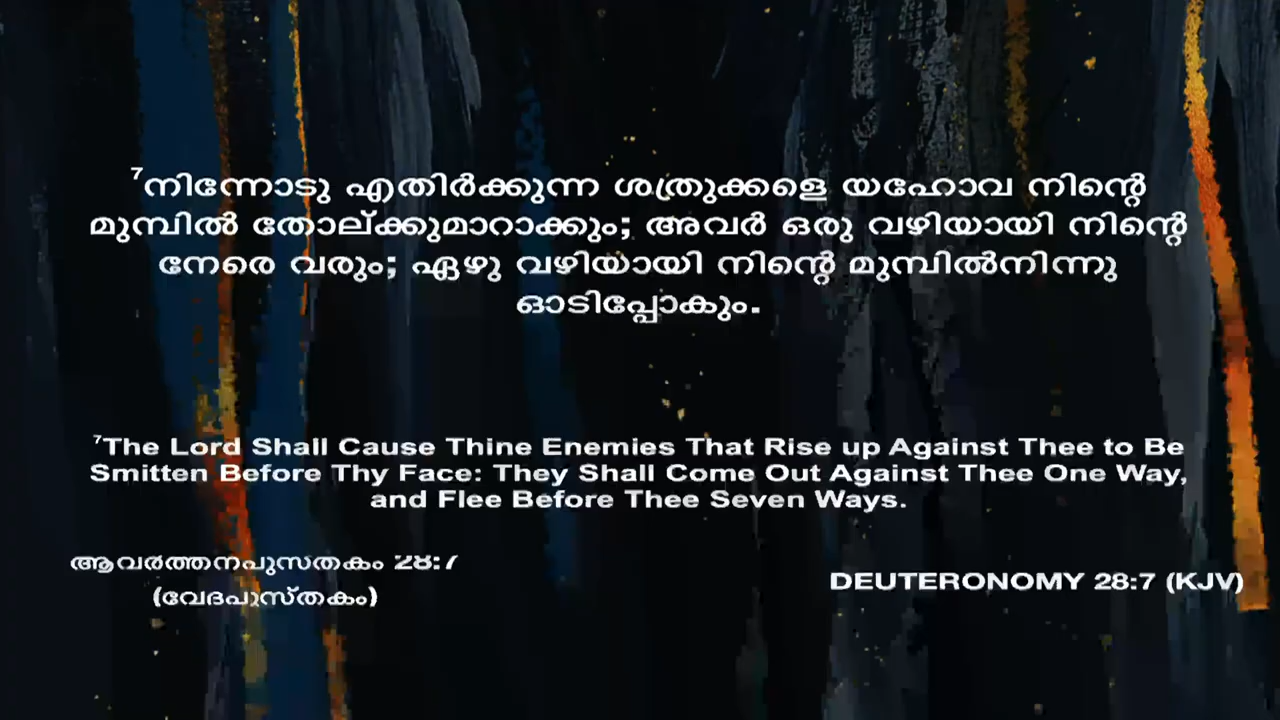 ⁷നിന്നോടു എതിർക്കുന്ന ശത്രുക്കളെ യഹോവ നിന്റെ
മുമ്പിൽ തോല്ക്കുമാറാക്കും; അവർ ഒരു വഴിയായി നിന്റെ
നേരെ വരും; ഏഴു വഴിയായി നിന്റെ മുമ്പിൽനിന്നു
ഓടിപ്പോകും.
⁷The Lord Shall Cause Thine Enemies That Rise up Against Thee to Be
Smitten Before Thy Face: They Shall Come Out Against Thee One Way,
and Flee Before Thee Seven Ways.
ആവർത്തനപുസ്തകം 28:7
(വേദപുസ്തകം)
DEUTERONOMY 28:7 (KJV)